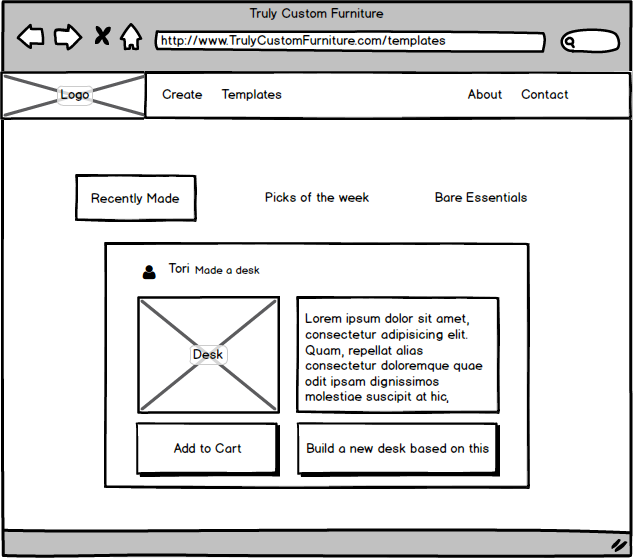 Truly Custom Furniture
http://www.TrulyCustomFurniture.com/templates
Logo
Create
Templates
About
Contact
Recently Made
Picks of the week
Bare Essentials
Tori Made a desk
Desk
Lorem ipsum dolor sit amet,
consectetur adipisicing elit.
Quam, repellat alias
consectetur doloremque quae
odit ipsam dignissimos
molestiae suscipit at hic,
Add to Cart
Build a new desk based on this